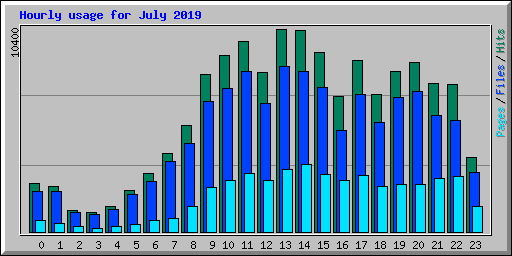 Hourly usage for July 2019
10400
Pages / Files / Hits
0 1 2 3 4 5 6 7 8 9 10 11 12 13 14 15 16 17 18 19 20 21 22 23